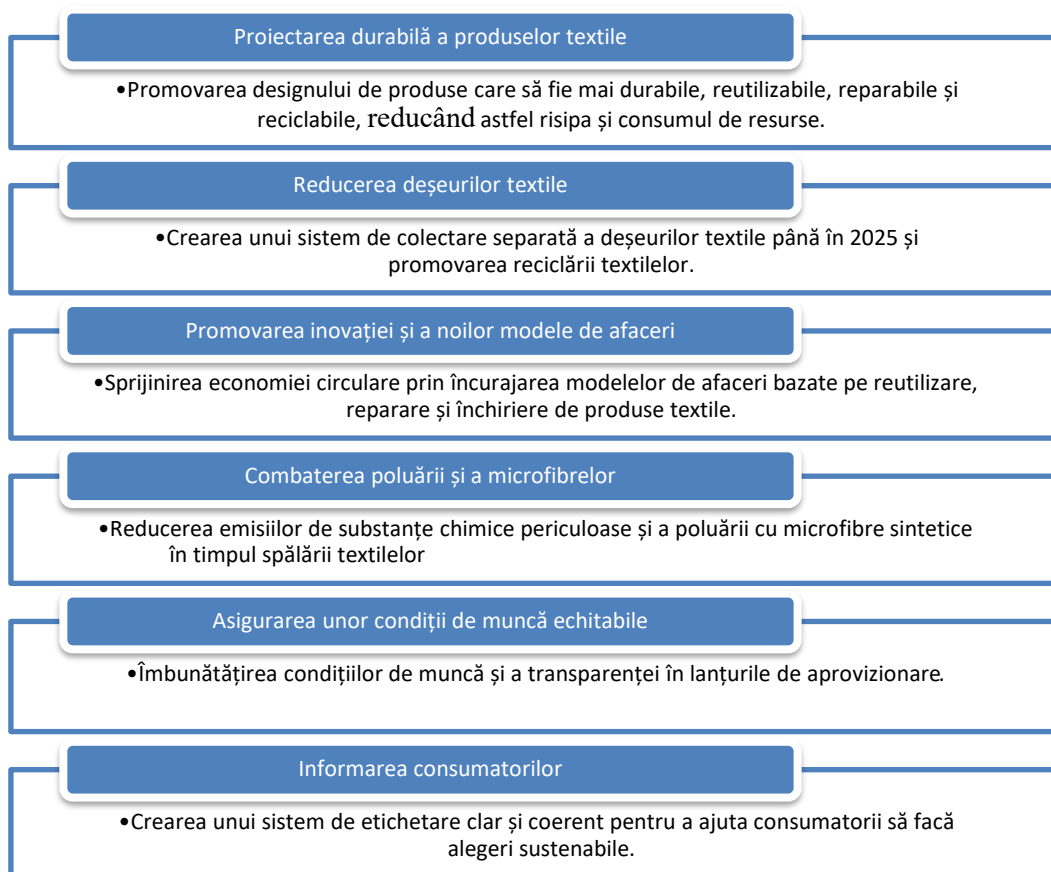 Proiectarea durabilă a produselor textile
•Promovarea designului de produse care să fie mai durabile, reutilizabile, reparabile și
reciclabile, reducând astfel risipa și consumul de resurse.
Reducerea deșeurilor textile
•Crearea unui sistem de colectare separată a deșeurilor textile până în 2025 și
promovarea reciclării textilelor.
Promovarea inovației și a noilor modele de afaceri
•Sprijinirea economiei circulare prin încurajarea modelelor de afaceri bazate pe reutilizare,
reparare și închiriere de produse textile.
Combaterea poluării și a microfibrelor
•Reducerea emisiilor de substanțe chimice periculoase și a poluării cu microfibre sintetice
în timpul spălării textilelor
Asigurarea unor condiții de muncă echitabile
•Îmbunătățirea condițiilor de muncă și a transparenței în lanțurile de aprovizionare.
Informarea consumatorilor
•Crearea unui sistem de etichetare clar și coerent pentru a ajuta consumatorii să facă
alegeri sustenabile.